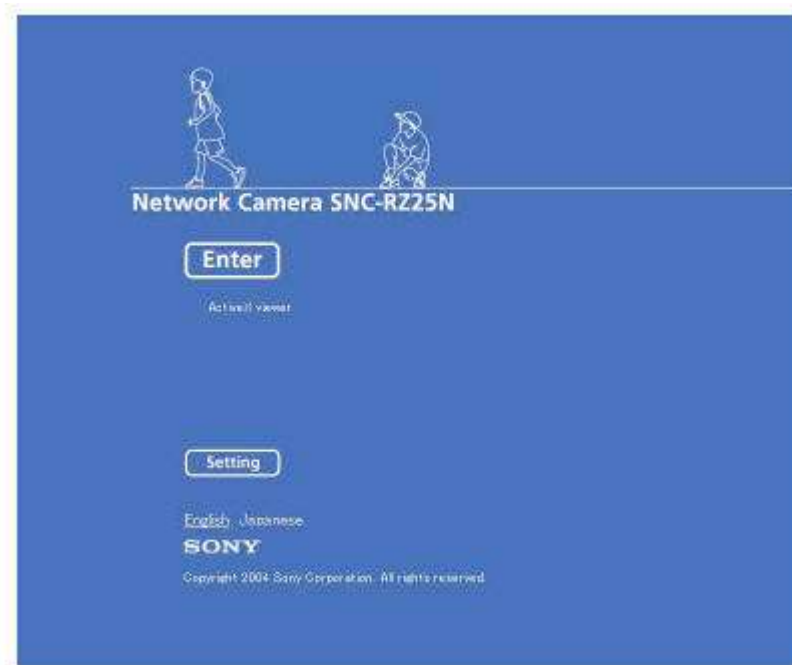 Network Camera SNC-RZ25N
Enter
ActiveX viewer
Setting
English Japanese
SONY
Copyright 2004 Sony Corporation. All rights reserved.